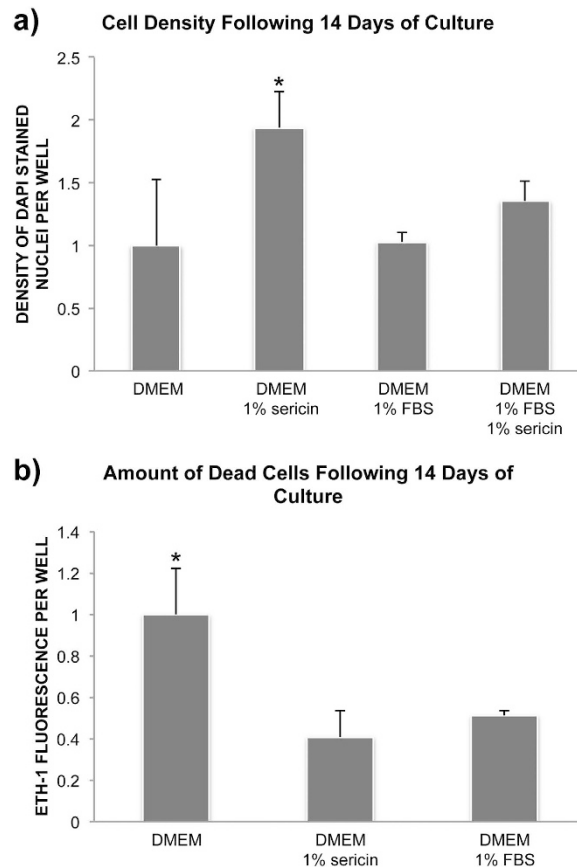 a)
Cell Density Following 14 Days of Culture
DENSITY OF DAPI STAINED
NUCLEI PER WELL
2.5
2
1.5
1
0.5
0
*
DMEM
DMEM
1% sericin
DMEM
1% FBS
DMEM
1% FBS
1% sericin
b)
Amount of Dead Cells Following 14 Days of
Culture
ETH-1 FLUORESCENCE PER WELL
1.4
1.2
1
0.8
0.6
0.4
0.2
0
*
DMEM
DMEM
1% sericin
DMEM
1% FBS